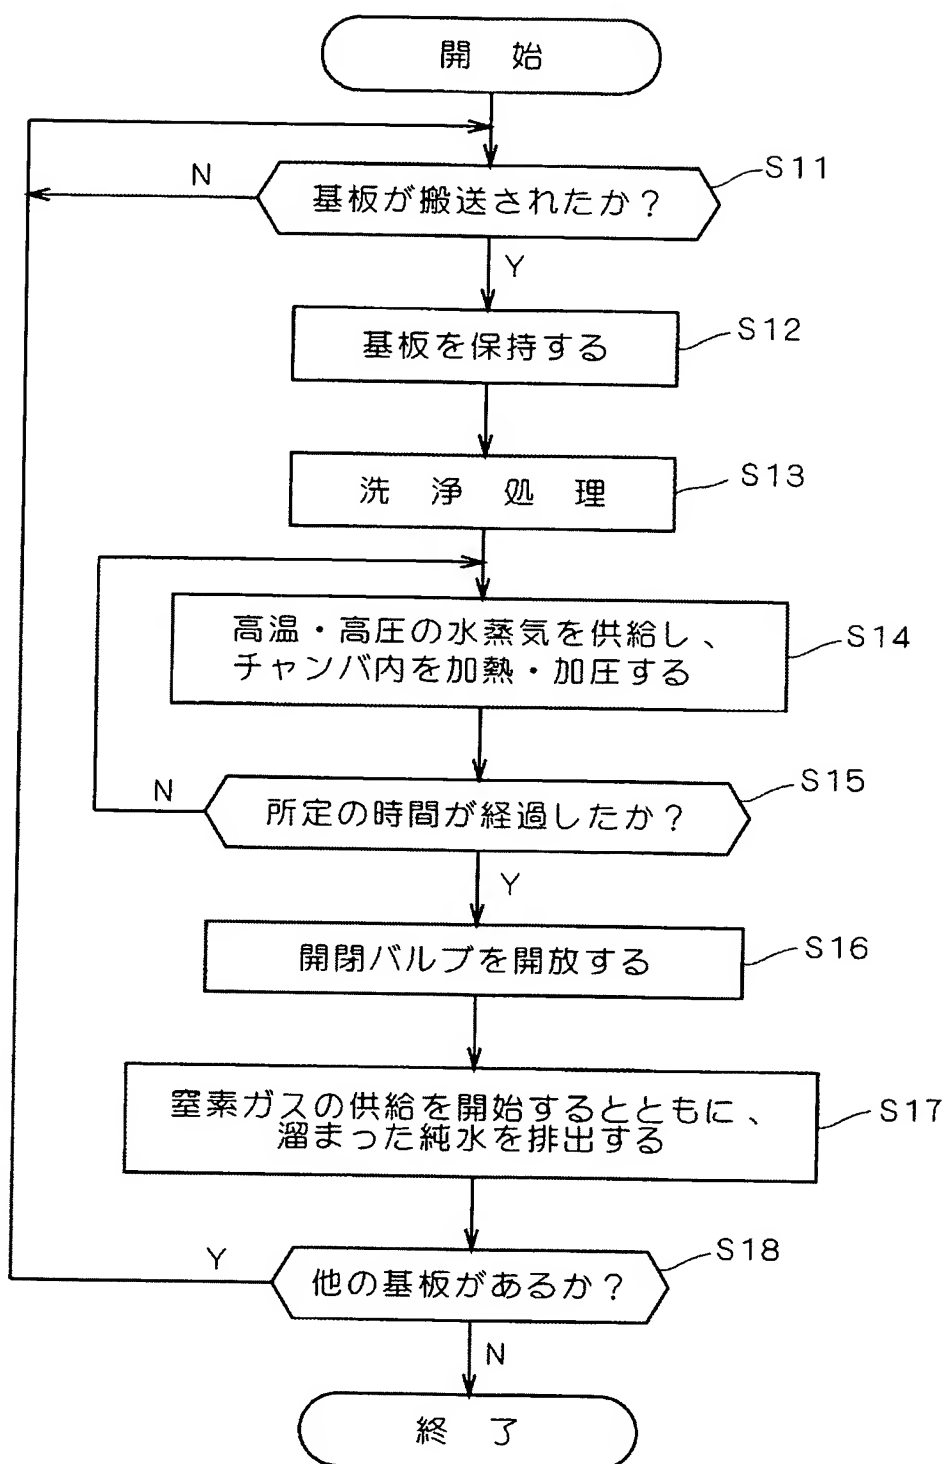 開 始
N
基板が搬送されたか？
S11
Y
基板を保持する
S12
洗 浄 処 理
S13
高温・高圧の水蒸気を供給し、
チャンバ内を加熱・加圧する
S14
N
所定の時間が経過したか？
S15
Y
開閉バルブを開放する
S16
窒素ガスの供給を開始するとともに、
溜まった純水を排出する
S17
Y
他の基板があるか？
S18
N
終 了